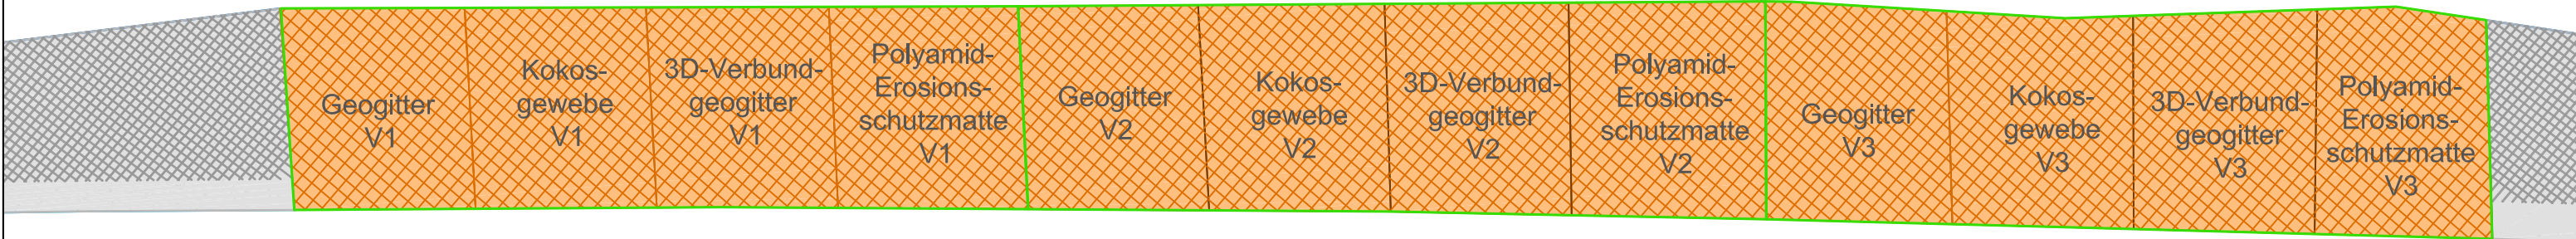 Geogitter
V1
Kokos-
gewebe
V1
3D-Verbund-
geogitter
V1
Polyamid-
Erosions-
schutzmatte
V1
Geogitter
V2
Kokos-
gewebe
V2
3D-Verbund-
geogitter
V2
Polyamid-
Erosions-
schutzmatte
V2
Geogitter
V3
Kokos-
gewebe
V3
3D-Verbund-
geogitter
V3
Polyamid-
Erosions-
schutzmatte
V3